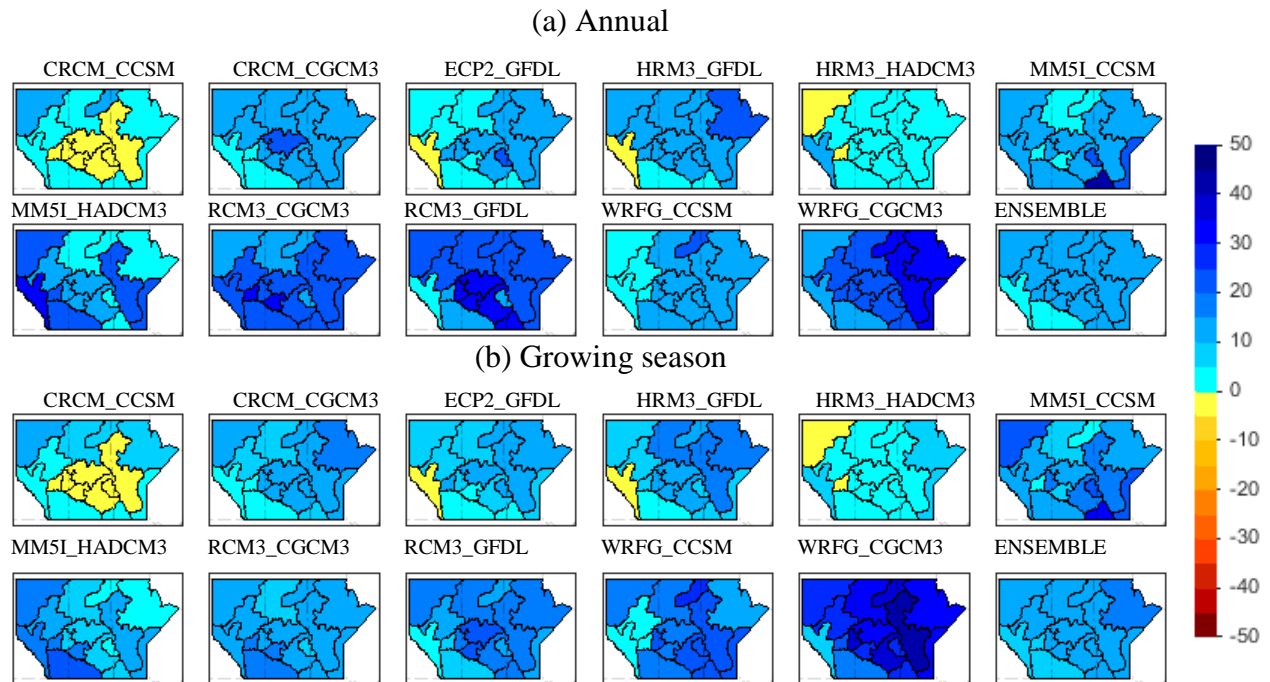 (a) Annual
CRCM_CCSM CRCM_CGCM3 ECP2_GFDL HRM3_GFDL HRM3_HADCM3 MM5I_CCSM
MM5I_HADCM3 RCM3_CGCM3 RCM3_GFDL WRFG_CCSM WRFG_CGCM3 ENSEMBLE
(b) Growing season
CRCM_CCSM CRCM_CGCM3 ECP2_GFDL HRM3_GFDL HRM3_HADCM3 MM5I_CCSM
MM5I_HADCM3 RCM3_CGCM3 RCM3_GFDL WRFG_CCSM WRFG_CGCM3 ENSEMBLE
50
40
30
20
10
0
-10
-20
-30
-40
-50